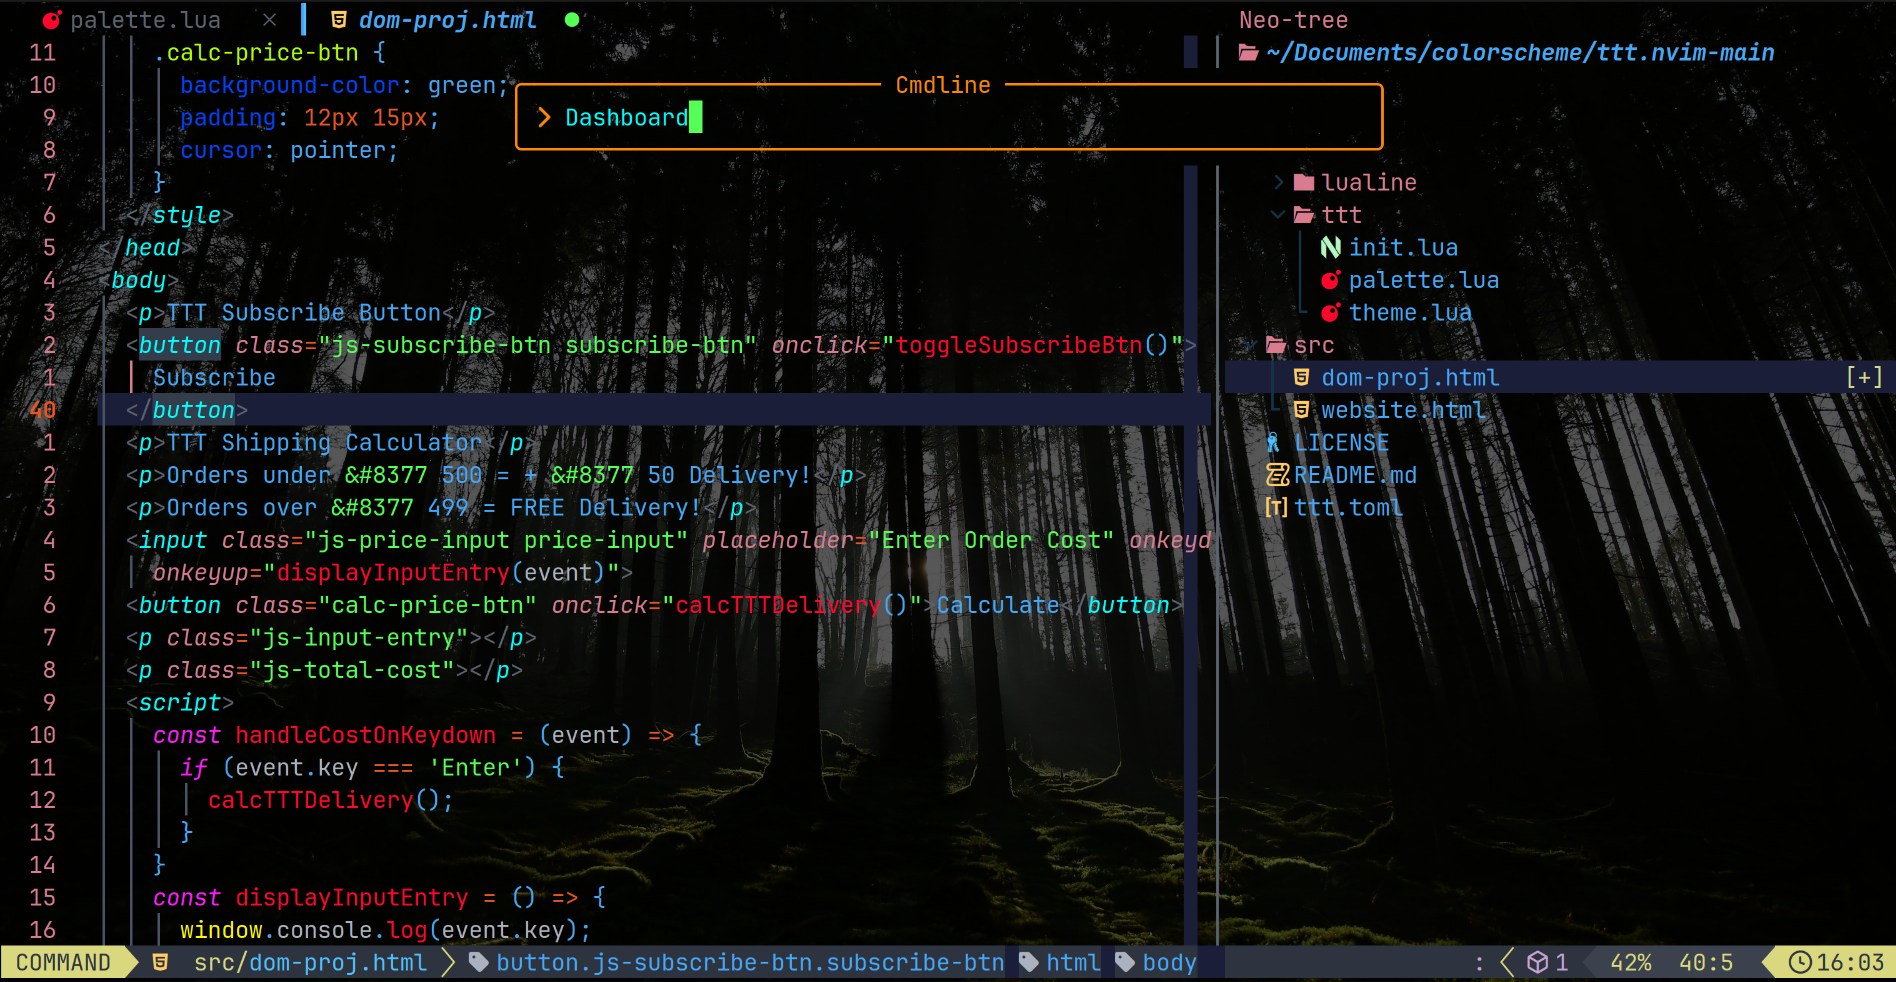 palette.lua × dom-proj.html
11 .calc-price-btn {
10 background-color: green;
9 padding: 12px 15px;
8 cursor: pointer;
7 }
6 </style>
5 </head>
4 <body>
3 <p>TTT Subscribe Button</p>
2 <button class="js-subscribe-btn subscribe-btn" onclick="toggleSubscribeBtn()">
1 Subscribe
40 </button>
1 <p>TTT Shipping Calculator</p>
2 <p>Orders under &#8377 500 = + &#8377 50 Delivery!</p>
3 <p>Orders over &#8377 499 = FREE Delivery!</p>
4 <input class="js-price-input price-input" placeholder="Enter Order Cost" onkeyd
5 onkeyup="displayInputEntry(event)">
6 <button class="calc-price-btn" onclick="calcTTTDelivery()">Calculate</button>
7 <p class="js-input-entry"></p>
8 <p class="js-total-cost"></p>
9 <script>
10 const handleCostOnKeydown = (event) => {
11 if (event.key === 'Enter') {
12 calcTTTDelivery();
13 }
14 }
15 const displayInputEntry = () => {
16 window.console.log(event.key);
Cmdline
> Dashboard
Neo-tree
~/Documents/colorscheme/ttt.nvim-main
lualine
ttt
init.lua
palette.lua
theme.lua
src
dom-proj.html [+]
website.html
LICENSE
README.md
[T] ttt.toml
COMMAND src/dom-proj.html button.js-subscribe-btn.subscribe-btn html body : 1 42% 40:5 16:03